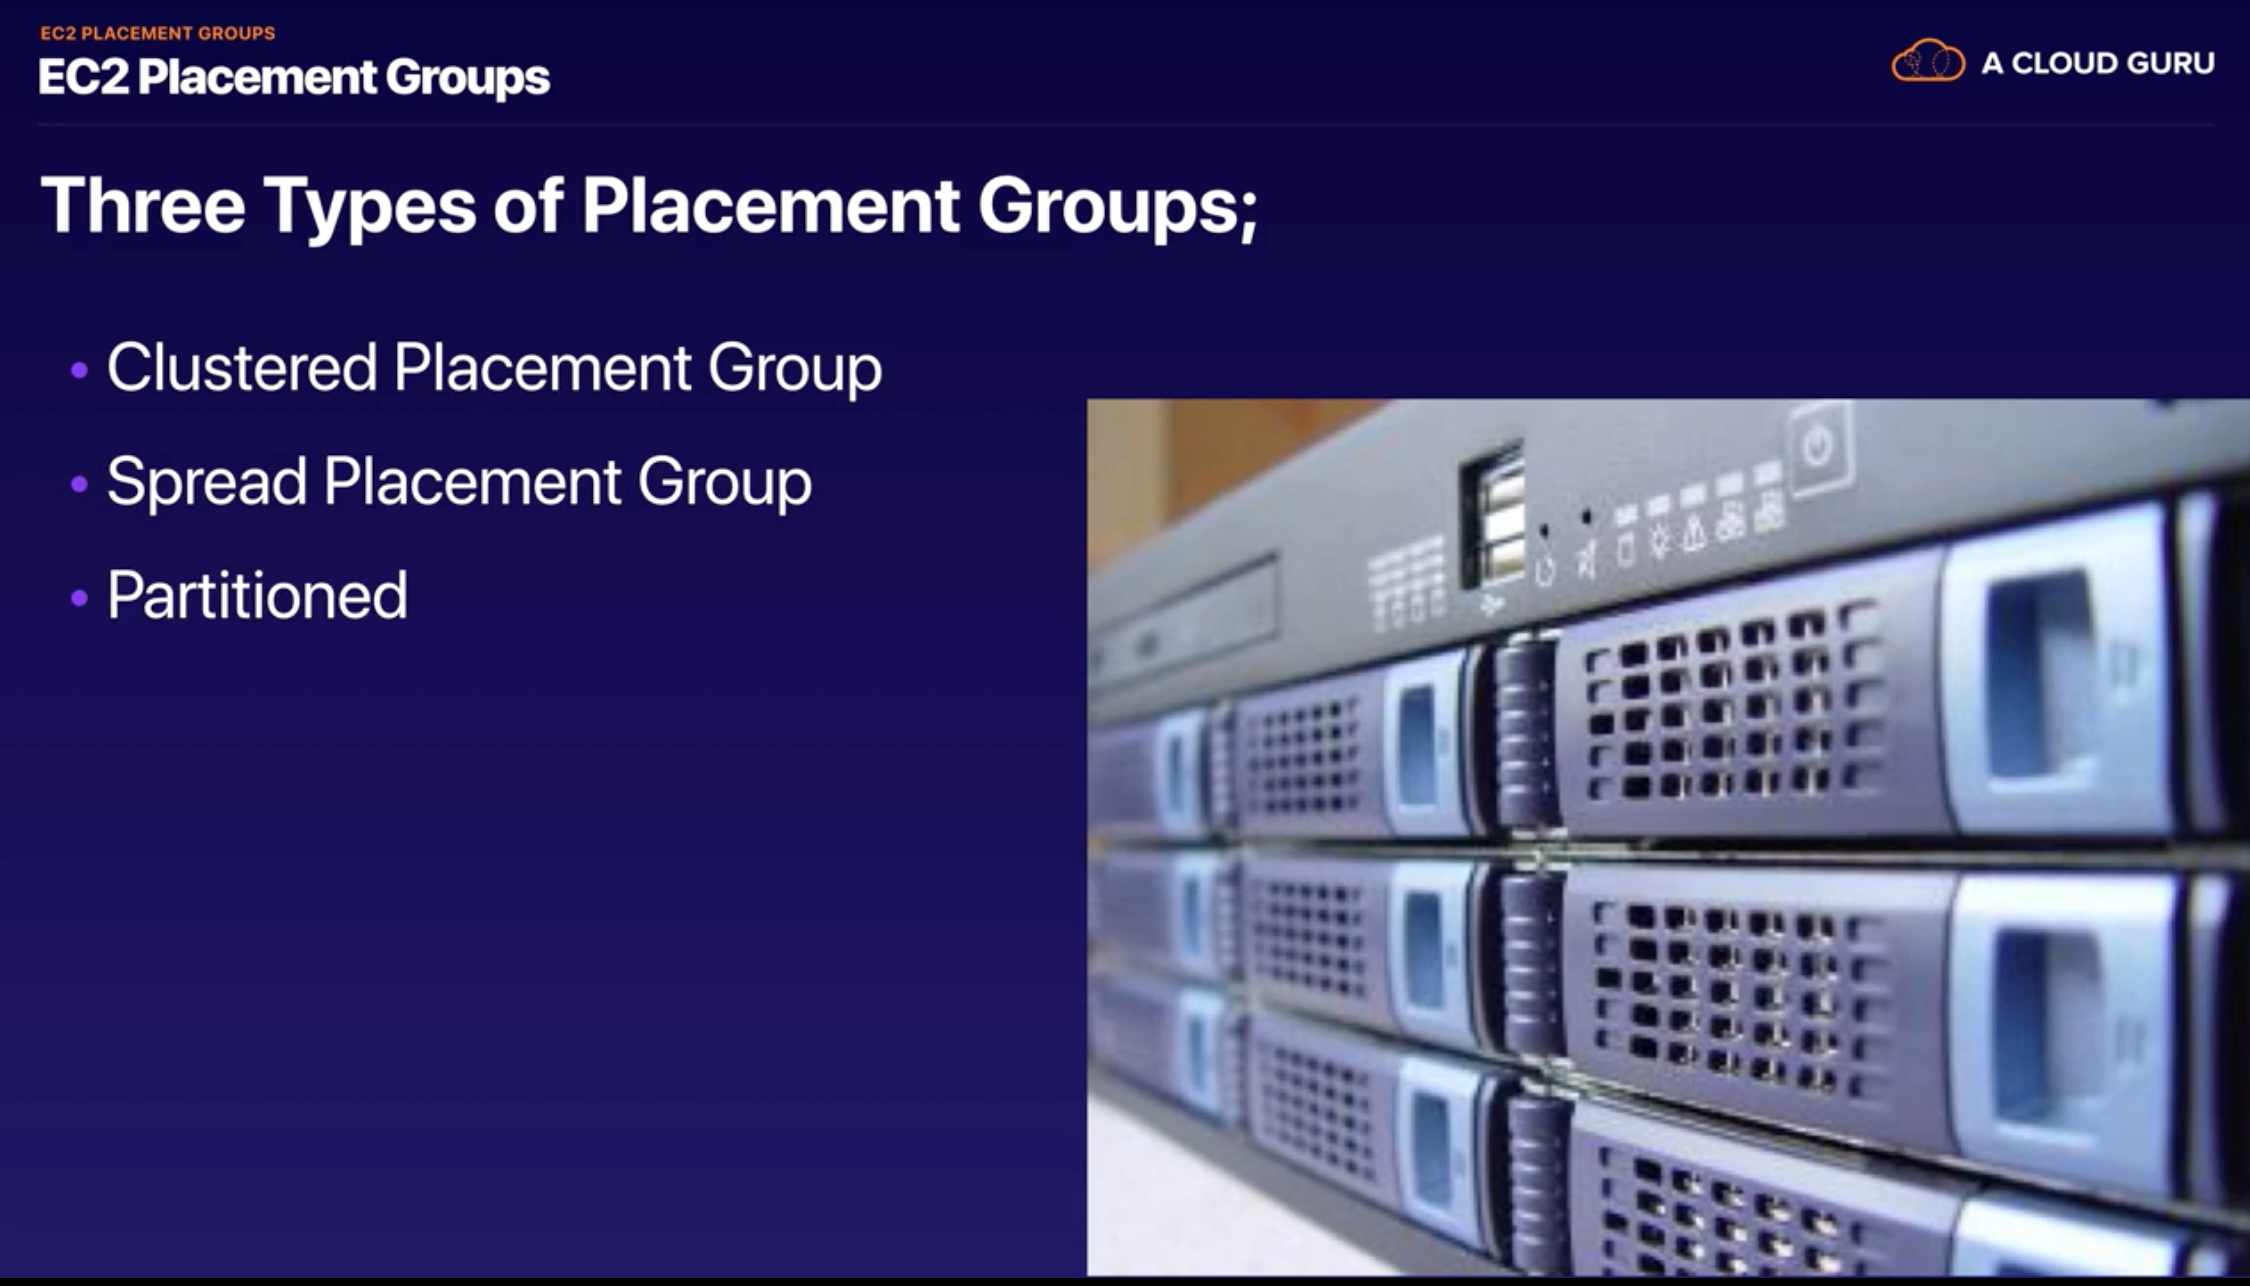 EC2 PLACEMENT GROUPS
EC2 Placement Groups
A CLOUD GURU
Three Types of Placement Groups;
• Clustered Placement Group
• Spread Placement Group
• Partitioned